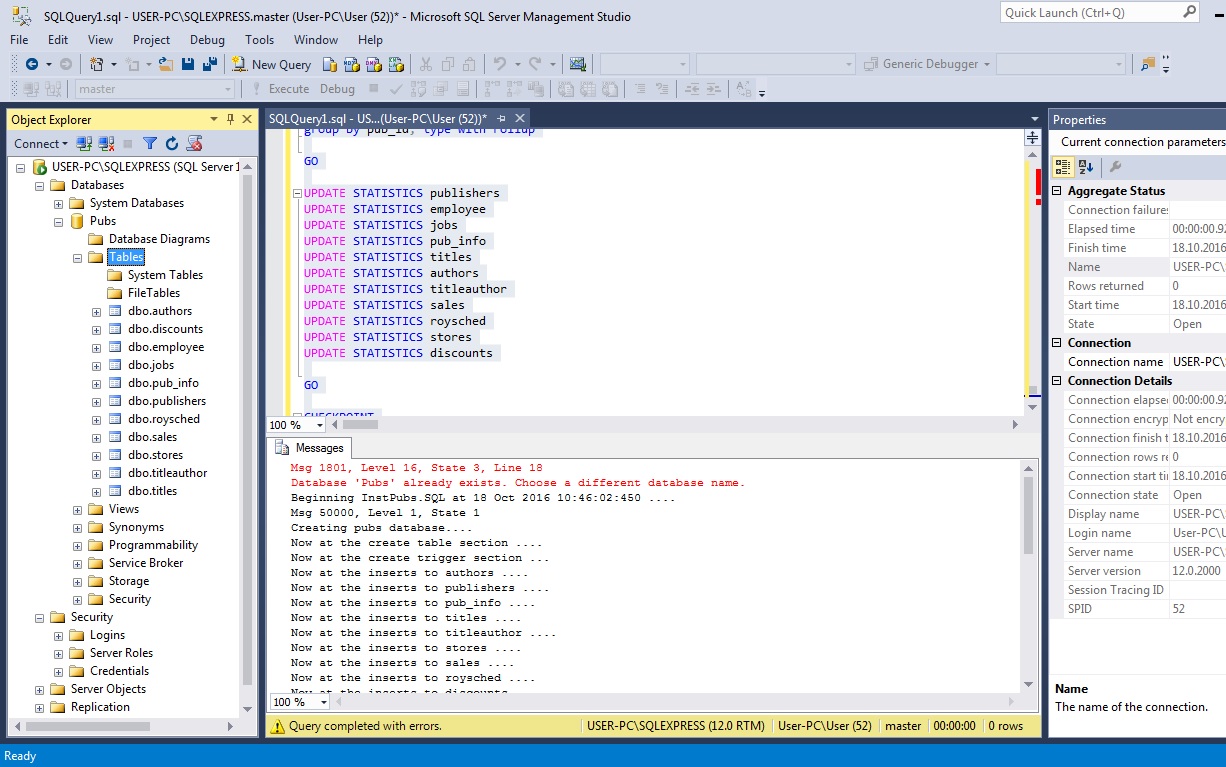 SQLQuery1.sql - USER-PC\SQLEXPRESS.master (User-PC\User (52))* - Microsoft SQL Server Management Studio
Quick Launch (Ctrl+Q)
File Edit View Project Debug Tools Window Help
New Query
Generic Debugger
master
Execute Debug
Object Explorer
Connect
USER-PC\SQLEXPRESS (SQL Server 1
Databases
System Databases
Pubs
Database Diagrams
Tables
System Tables
FileTables
dbo.authors
dbo.discounts
dbo.employee
dbo.jobs
dbo.pub_info
dbo.publishers
dbo.roysched
dbo.sales
dbo.stores
dbo.titleauthor
dbo.titles
Views
Synonyms
Programmability
Service Broker
Storage
Security
Security
Logins
Server Roles
Credentials
Server Objects
Replication
SQLQuery1.sql - US...(User-PC\User (52))*
group by pub_id, type with rollup
GO
UPDATE STATISTICS publishers
UPDATE STATISTICS employee
UPDATE STATISTICS jobs
UPDATE STATISTICS pub_info
UPDATE STATISTICS titles
UPDATE STATISTICS authors
UPDATE STATISTICS titleauthor
UPDATE STATISTICS sales
UPDATE STATISTICS roysched
UPDATE STATISTICS stores
UPDATE STATISTICS discounts
GO
CHECKPOINT
100 %
Messages
Msg 1801, Level 16, State 3, Line 18
Database 'Pubs' already exists. Choose a different database name.
Beginning InstPubs.SQL at 18 Oct 2016 10:46:02:450 ....
Msg 50000, Level 1, State 1
Creating pubs database....
Now at the create table section ....
Now at the create trigger section ...
Now at the inserts to authors ....
Now at the inserts to publishers ....
Now at the inserts to pub_info ....
Now at the inserts to titles ....
Now at the inserts to titleauthor ....
Now at the inserts to stores ....
Now at the inserts to sales ....
Now at the inserts to roysched ....
Now at the inserts to discounts
100 %
Query completed with errors.
USER-PC\SQLEXPRESS (12.0 RTM) User-PC\User (52) master 00:00:00 0 rows
Properties
Current connection parameters
Aggregate Status
Connection failures
Elapsed time 00:00:00.92
Finish time 18.10.2016
Name USER-PC\
Rows returned 0
Start time 18.10.2016
State Open
Connection
Connection name USER-PC\
Connection Details
Connection elapse 00:00:00.92
Connection encryp Not encry
Connection finish t 18.10.2016
Connection rows re 0
Connection start ti 18.10.2016
Connection state Open
Display name USER-PC\
Login name User-PC\U
Server name USER-PC\
Server version 12.0.2000
Session Tracing ID
SPID 52
Name
The name of the connection.
Ready